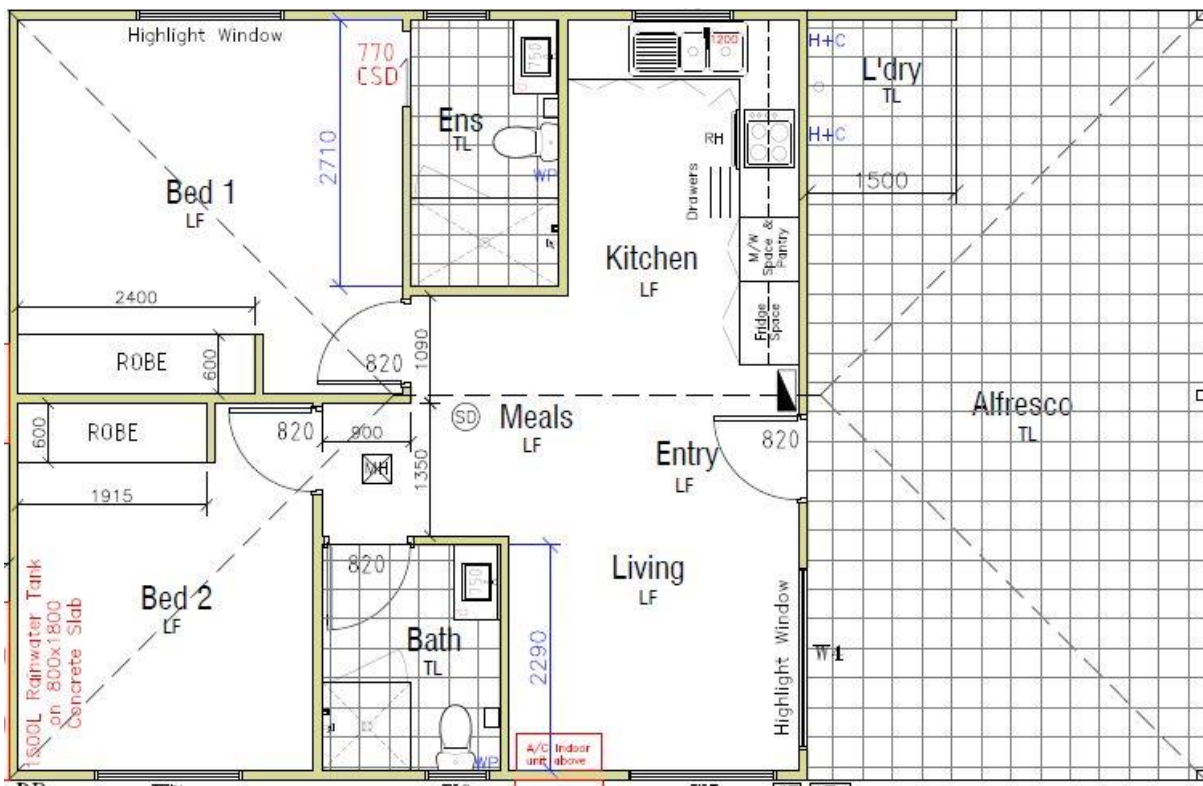 Highlight Window
770
CSD
750
1200
H+C
L'dry
TL
Ens
TL
RH
H+C
2710
WP
Drawers
1500
Bed 1
LF
M/W
Space &
Pantry
Kitchen
LF
2400
Fridge
Space
ROBE
600
820
1090
Alfresco
TL
SD
Meals
LF
600
ROBE
820
900
820
Entry
LF
MH
1350
1915
820
750
Living
LF
1500L Rainwater Tank
on 800x1800
Concrete Slab
Bed 2
LF
Bath
TL
2290
Highlight Window
W4
WP
A/C Indoor
unit above